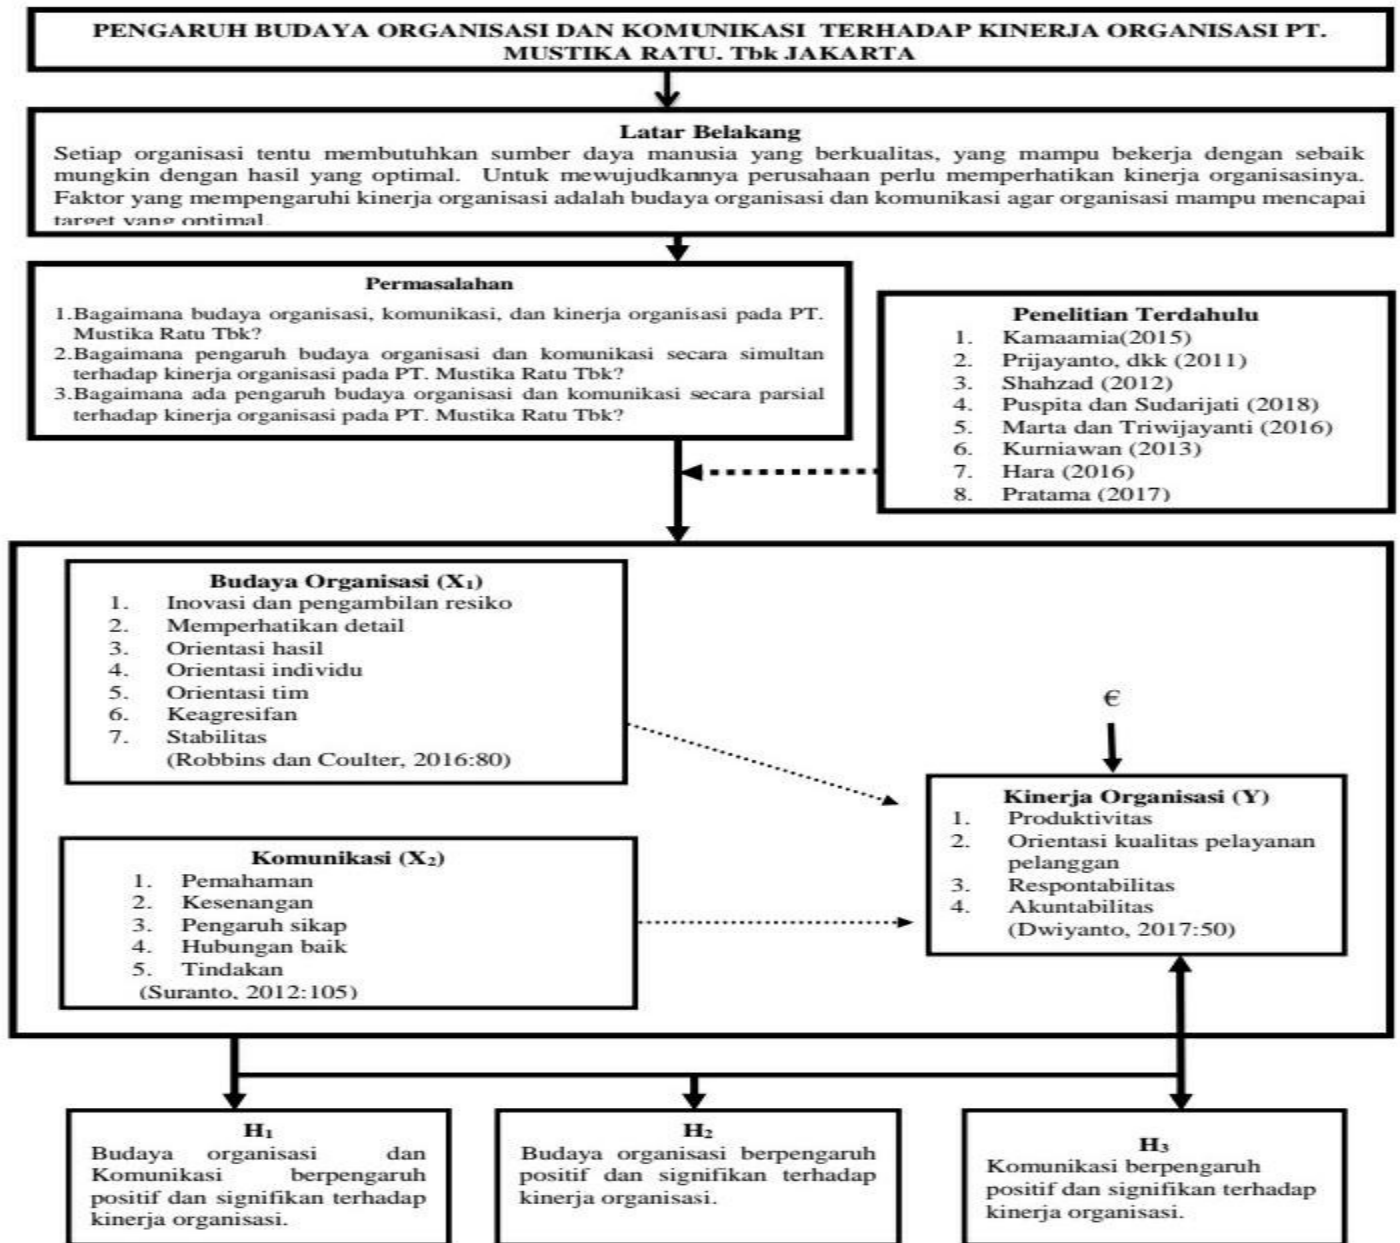 PENGARUH BUDAYA ORGANISASI DAN KOMUNIKASI TERHADAP KINERJA ORGANISASI PT.
MUSTIKA RATU. Tbk JAKARTA
Latar Belakang
Setiap organisasi tentu membutuhkan sumber daya manusia yang berkualitas, yang mampu bekerja dengan sebaik
mungkin dengan hasil yang optimal. Untuk mewujudkannya perusahaan perlu memperhatikan kinerja organisasinya.
Faktor yang mempengaruhi kinerja organisasi adalah budaya organisasi dan komunikasi agar organisasi mampu mencapai
target yang optimal.
Permasalahan
1.Bagaimana budaya organisasi, komunikasi, dan kinerja organisasi pada PT.
Mustika Ratu Tbk?
2.Bagaimana pengaruh budaya organisasi dan komunikasi secara simultan
terhadap kinerja organisasi pada PT. Mustika Ratu Tbk?
3.Bagaimana ada pengaruh budaya organisasi dan komunikasi secara parsial
terhadap kinerja organisasi pada PT. Mustika Ratu Tbk?
Penelitian Terdahulu
1. Kamaamia(2015)
2. Prijayanto, dkk (2011)
3. Shahzad (2012)
4. Puspita dan Sudarijati (2018)
5. Marta dan Triwijayanti (2016)
6. Kurniawan (2013)
7. Hara (2016)
8. Pratama (2017)
Budaya Organisasi (X₁)
1. Inovasi dan pengambilan resiko
2. Memperhatikan detail
3. Orientasi hasil
4. Orientasi individu
5. Orientasi tim
6. Keagresifan
7. Stabilitas
(Robbins dan Coulter, 2016:80)
Komunikasi (X₂)
1. Pemahaman
2. Kesenangan
3. Pengaruh sikap
4. Hubungan baik
5. Tindakan
(Suranto, 2012:105)
€
Kinerja Organisasi (Y)
1. Produktivitas
2. Orientasi kualitas pelayanan
pelanggan
3. Respontabilitas
4. Akuntabilitas
(Dwiyanto, 2017:50)
H₁
Budaya organisasi dan
Komunikasi berpengaruh
positif dan signifikan terhadap
kinerja organisasi.
H₂
Budaya organisasi berpengaruh
positif dan signifikan terhadap
kinerja organisasi.
H₃
Komunikasi berpengaruh
positif dan signifikan terhadap
kinerja organisasi.